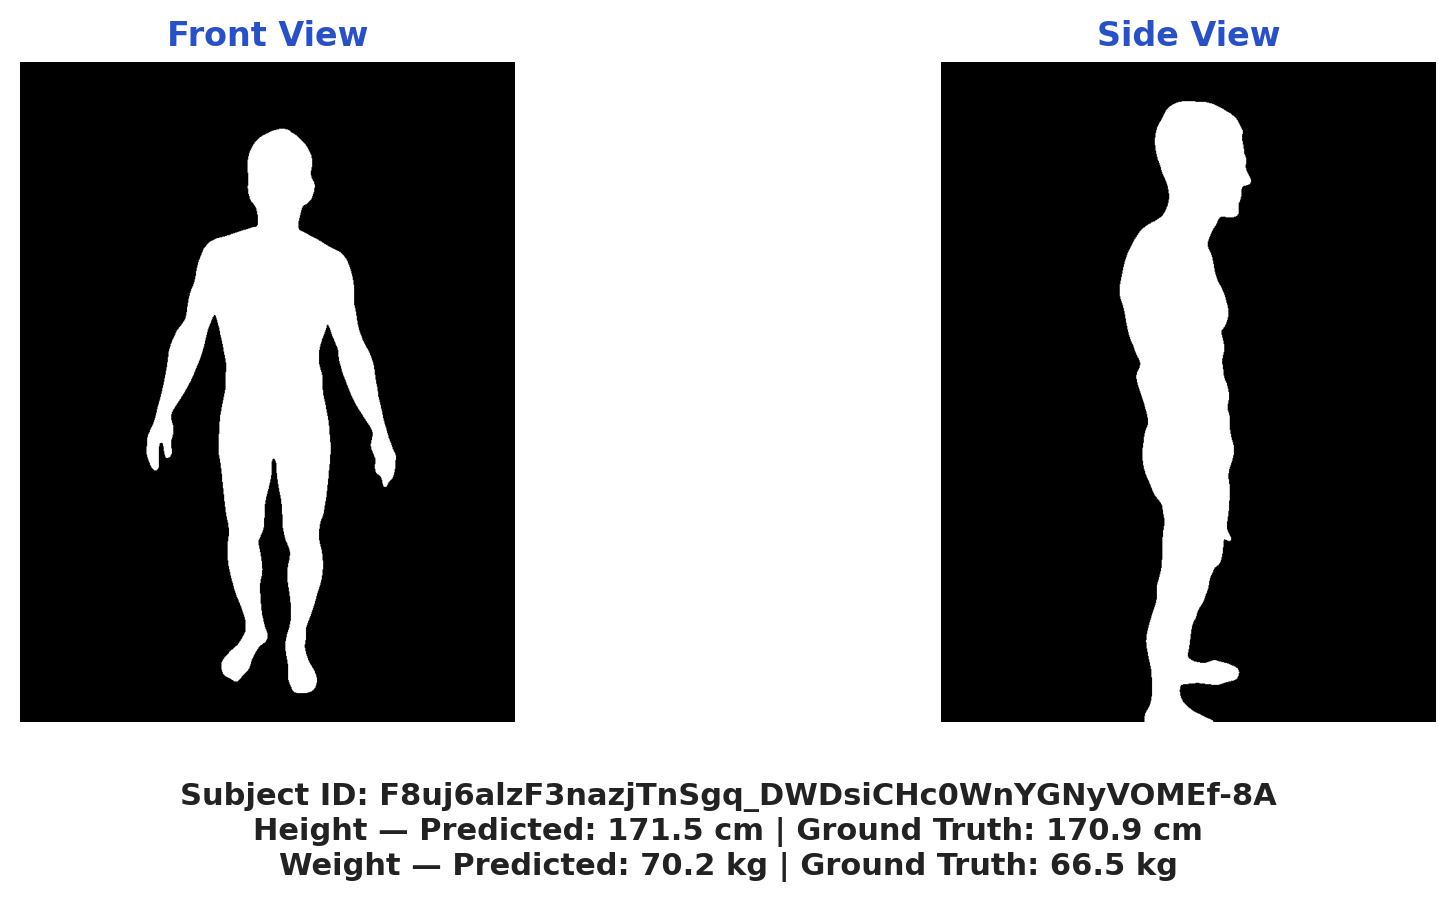 Front View
Side View
Subject ID: F8uj6alzF3nazjTnSgq_DWDsiCHc0WnYGNyVOMEf-8A
Height — Predicted: 171.5 cm | Ground Truth: 170.9 cm
Weight — Predicted: 70.2 kg | Ground Truth: 66.5 kg